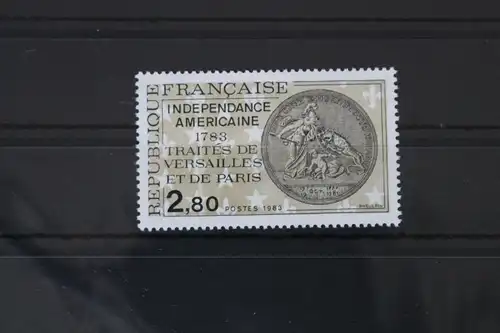 REPUBLIQUE FRANÇAISE
INDEPENDANCE
AMERICAINE
1783
TRAITÉS DE
VERSAILLES
ET DE PARIS
2,80
POSTES 1983